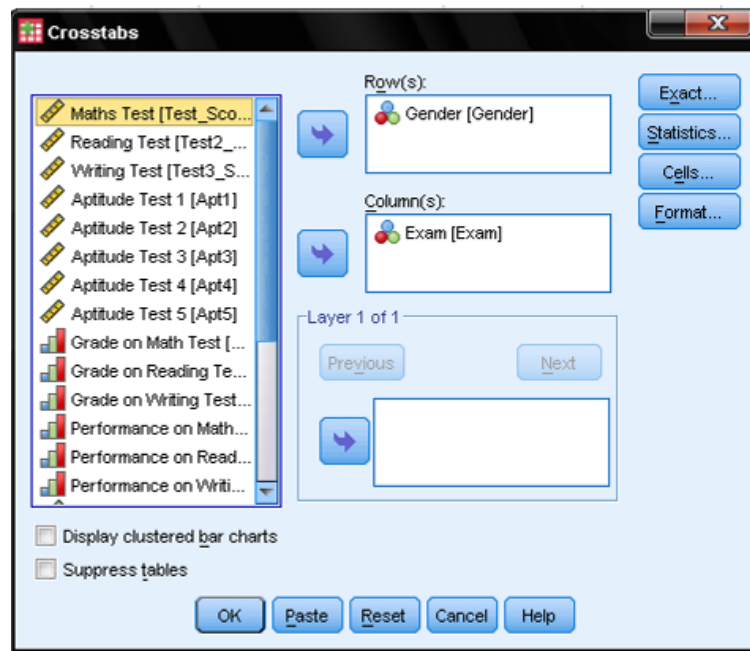 Crosstabs
Maths Test [Test_Sco...
Reading Test [Test2_...
Writing Test [Test3_S...
Aptitude Test 1 [Apt1]
Aptitude Test 2 [Apt2]
Aptitude Test 3 [Apt3]
Aptitude Test 4 [Apt4]
Aptitude Test 5 [Apt5]
Grade on Math Test [...
Grade on Reading Te...
Grade on Writing Test...
Performance on Math...
Performance on Read...
Performance on Writi...
Row(s):
Gender [Gender]
Column(s):
Exam [Exam]
Layer 1 of 1
Previous
Next
Exact...
Statistics...
Cells...
Format...
Display clustered bar charts
Suppress tables
OK
Paste
Reset
Cancel
Help